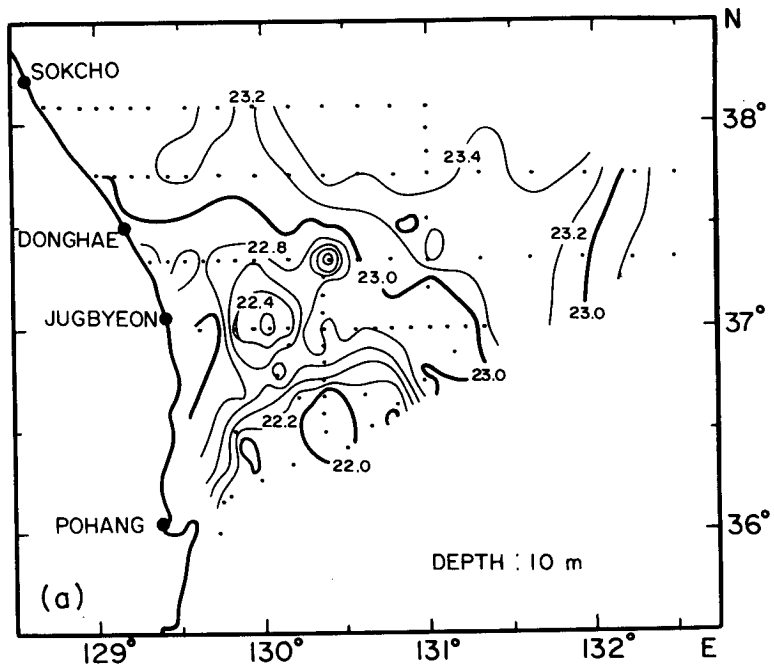 N
SOKCHO
23.2
38°
23.4
DONGHAE
22.8
23.2
23.0
22.4
23.0
JUGBYEON
37°
23.0
22.2
22.0
POHANG
36°
DEPTH : 10 m
(a)
129° 130° 131° 132° E